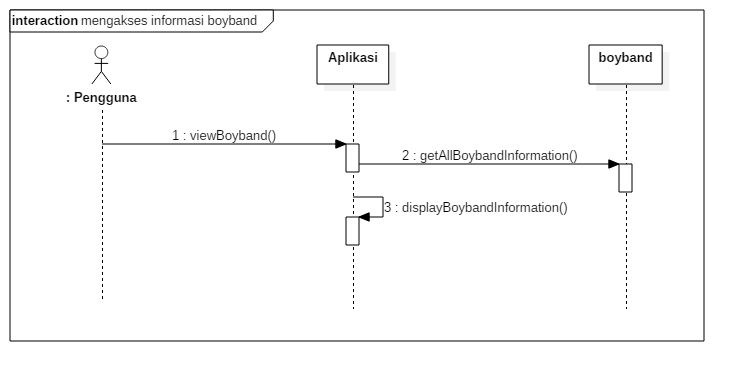 interaction mengakses informasi boyband
Aplikasi
boyband
: Pengguna
1 : viewBoyband()
2 : getAllBoybandInformation()
3 : displayBoybandInformation()